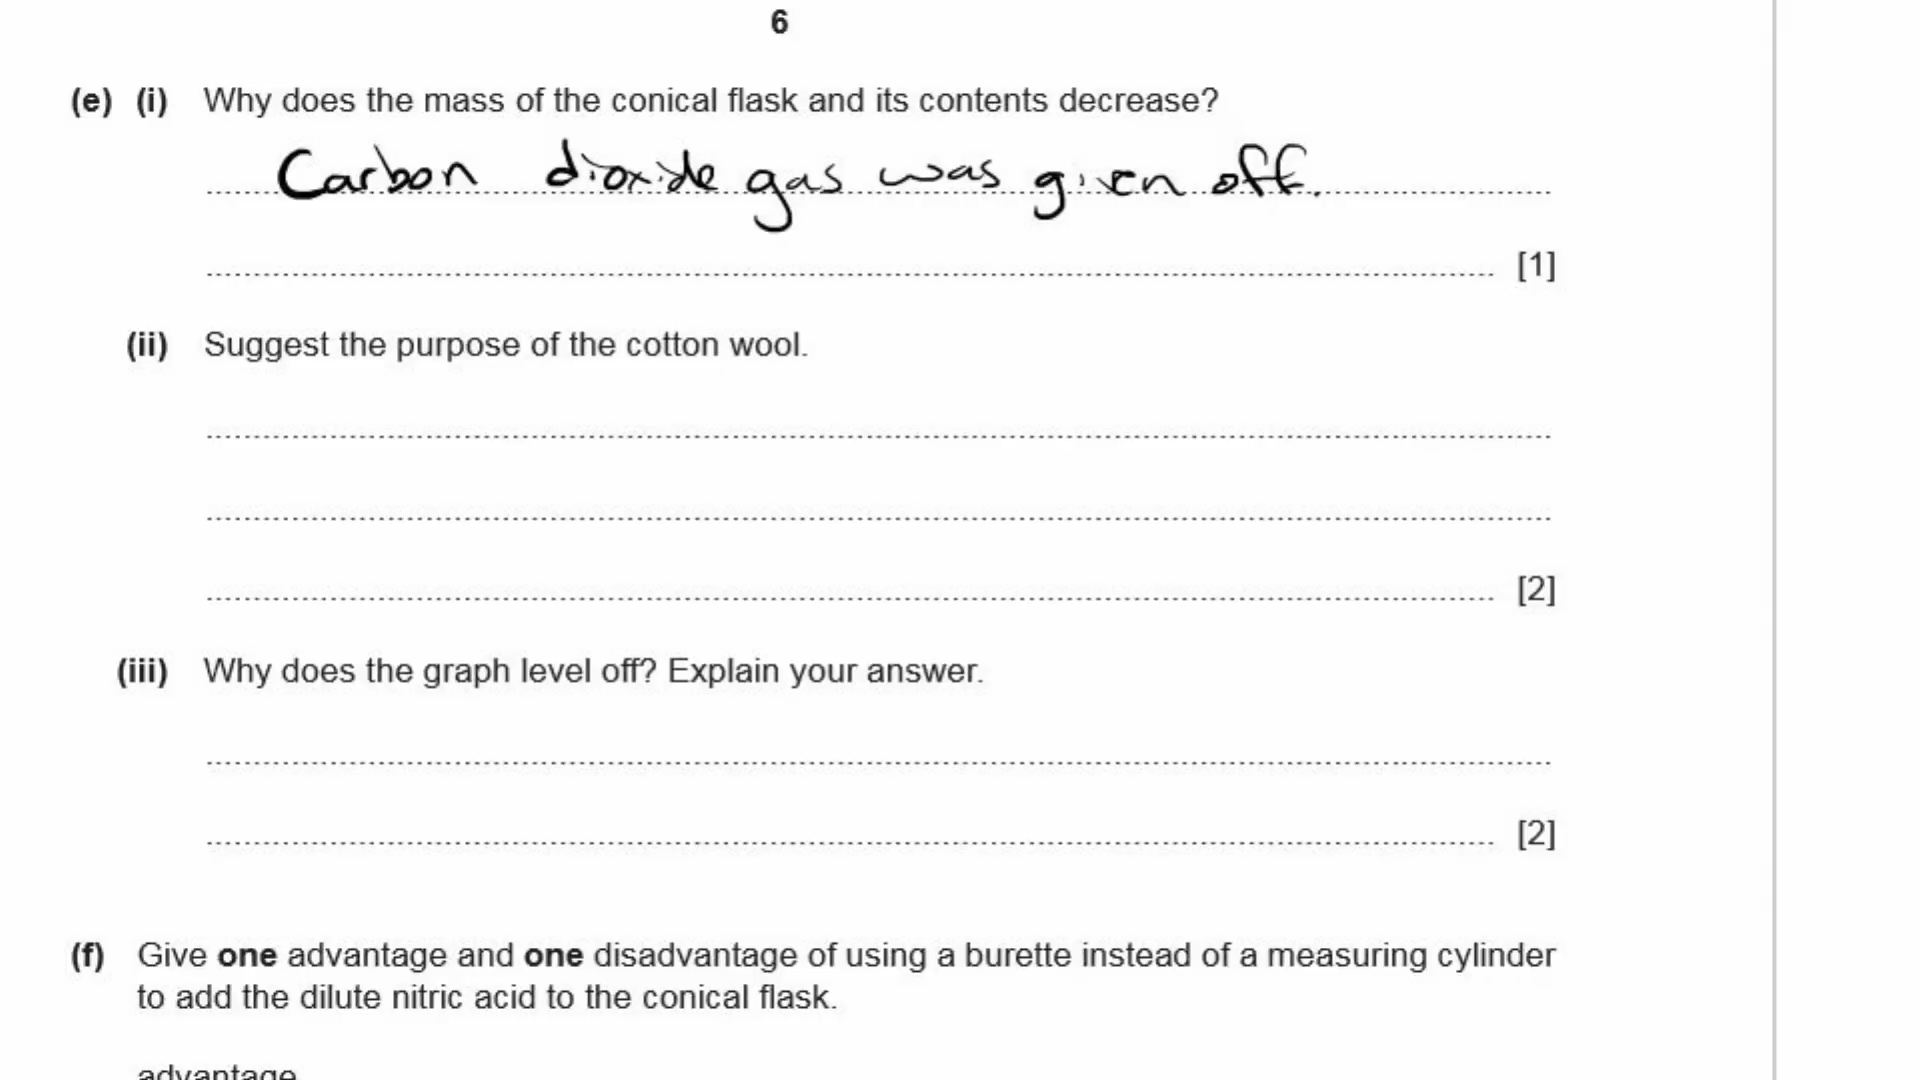 6
(e) (i) Why does the mass of the conical flask and its contents decrease?
Carbon dioxide gas was given off.
[1]
(ii) Suggest the purpose of the cotton wool.
[2]
(iii) Why does the graph level off? Explain your answer.
[2]
(f) Give one advantage and one disadvantage of using a burette instead of a measuring cylinder
to add the dilute nitric acid to the conical flask.
advantage